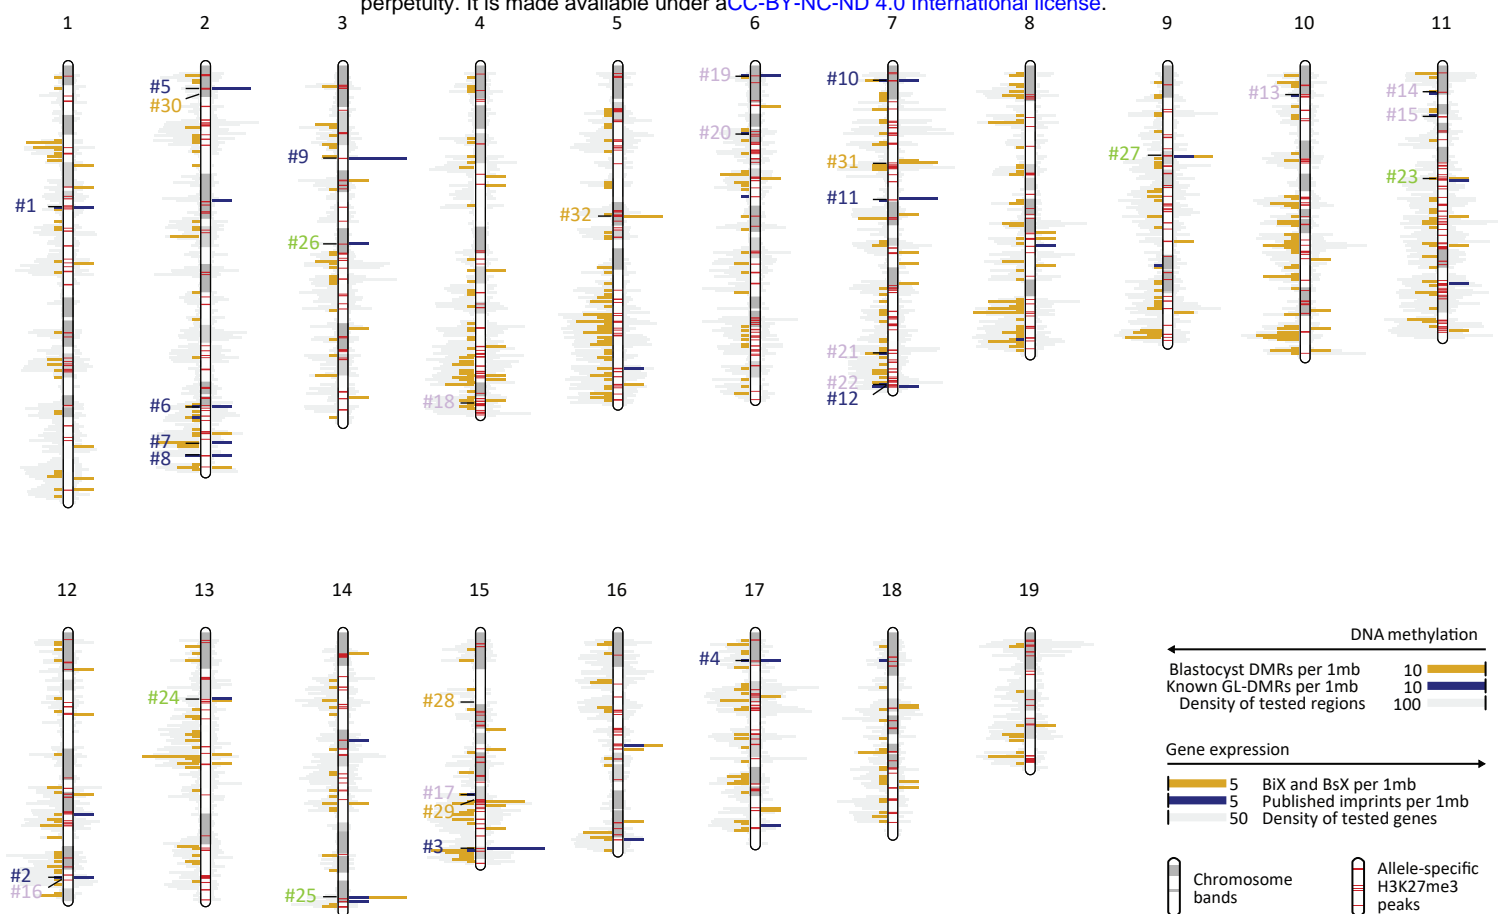 perpetuity. It is made available under aCC-BY-NC-ND 4.0 International license.
1 2 3 4 5 6 7 8 9 10 11
#1
#5
#30
#6
#7
#8
#9
#26
#18
#32
#19
#20
#10
#31
#11
#21
#22
#12
#27
#13
#14
#15
#23
12 13 14 15 16 17 18 19
#2
#16
#24
#25
#28
#17
#29
#3
#4
DNA methylation
Blastocyst DMRs per 1mb 10
Known GL-DMRs per 1mb 10
Density of tested regions 100
Gene expression
5 BiX and BsX per 1mb
5 Published imprints per 1mb
50 Density of tested genes
Chromosome
bands
Allele-specific
H3K27me3
peaks